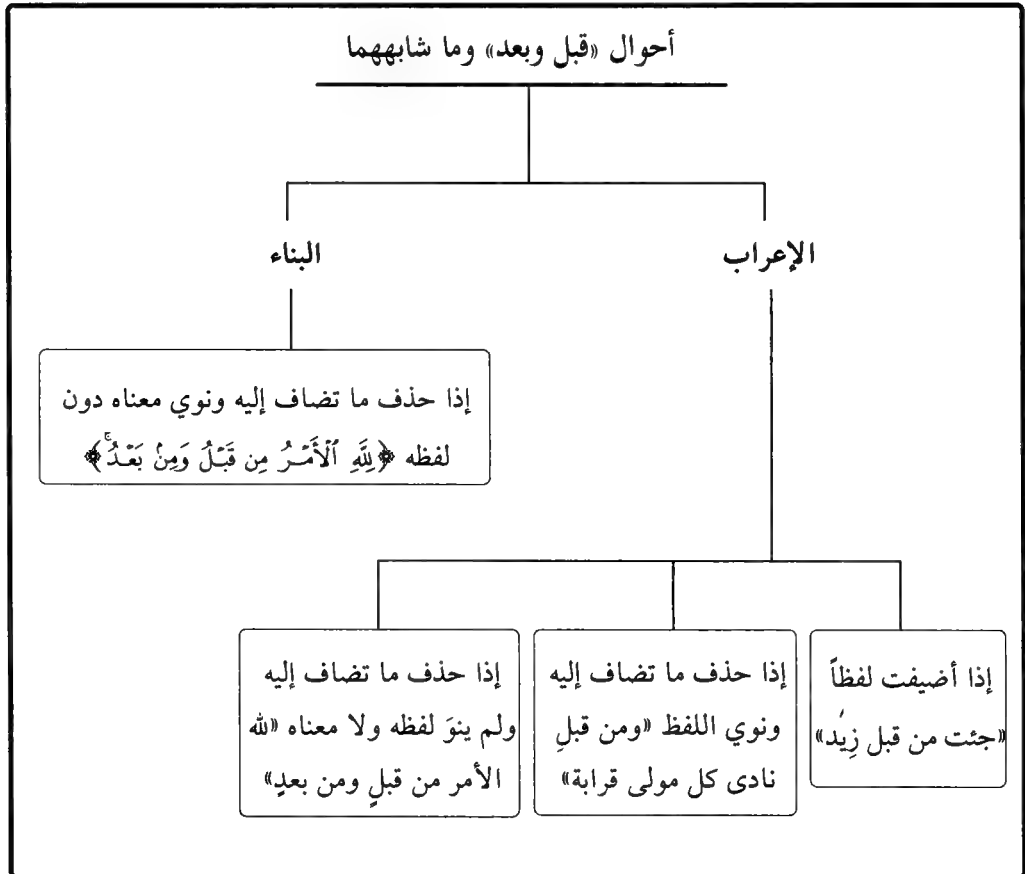 أحوال «قبل وبعد» وما شابههما
الإعراب
البناء
إذا حذف ما تضاف إليه ونوي معناه دون
لفظه ﴿لِلَّهِ ٱلْأَمْرُ مِن قَبْلُ وَمِنۢ بَعْدُ ۚ﴾
إذا أضيفت لفظاً
«جئت من قبل زيد»
إذا حذف ما تضاف إليه
ونوي اللفظ «ومن قبلِ
نادى كل مولى قرابة»
إذا حذف ما تضاف إليه
ولم ينوَ لفظه ولا معناه «لله
الأمر من قبلٍ ومن بعدٍ»